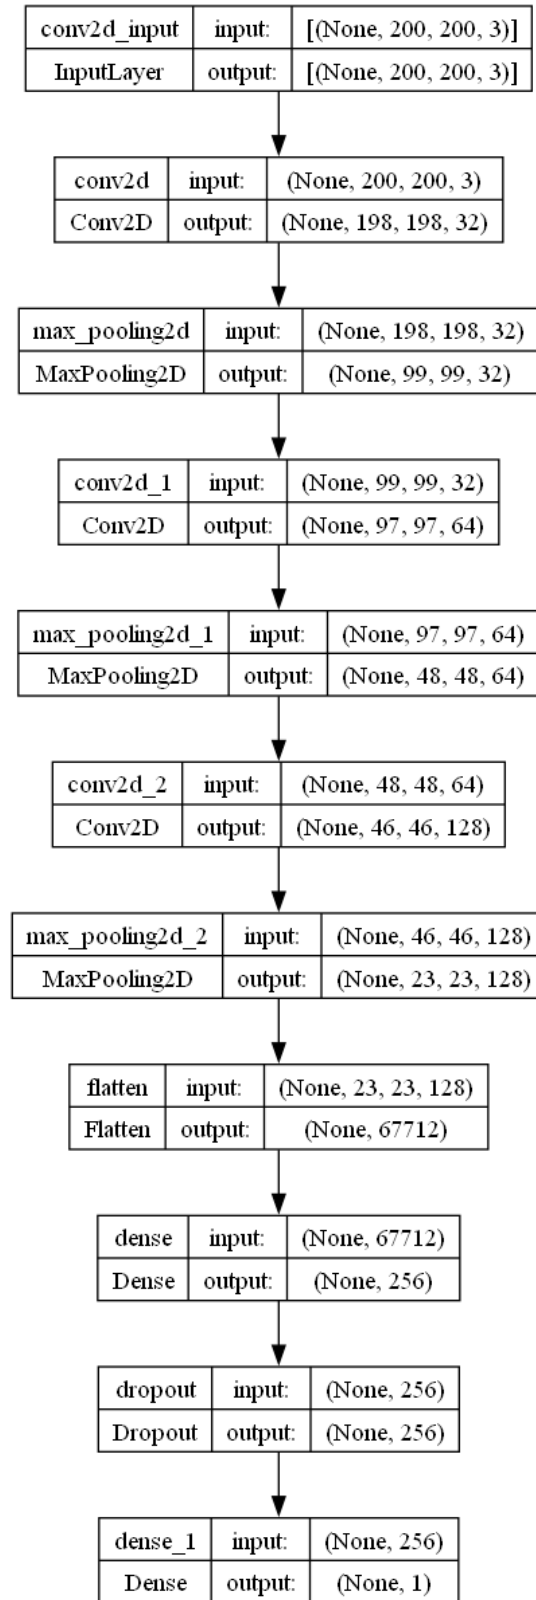 conv2d_input input: [(None, 200, 200, 3)]
InputLayer output: [(None, 200, 200, 3)]
conv2d input: (None, 200, 200, 3)
Conv2D output: (None, 198, 198, 32)
max_pooling2d input: (None, 198, 198, 32)
MaxPooling2D output: (None, 99, 99, 32)
conv2d_1 input: (None, 99, 99, 32)
Conv2D output: (None, 97, 97, 64)
max_pooling2d_1 input: (None, 97, 97, 64)
MaxPooling2D output: (None, 48, 48, 64)
conv2d_2 input: (None, 48, 48, 64)
Conv2D output: (None, 46, 46, 128)
max_pooling2d_2 input: (None, 46, 46, 128)
MaxPooling2D output: (None, 23, 23, 128)
flatten input: (None, 23, 23, 128)
Flatten output: (None, 67712)
dense input: (None, 67712)
Dense output: (None, 256)
dropout input: (None, 256)
Dropout output: (None, 256)
dense_1 input: (None, 256)
Dense output: (None, 1)